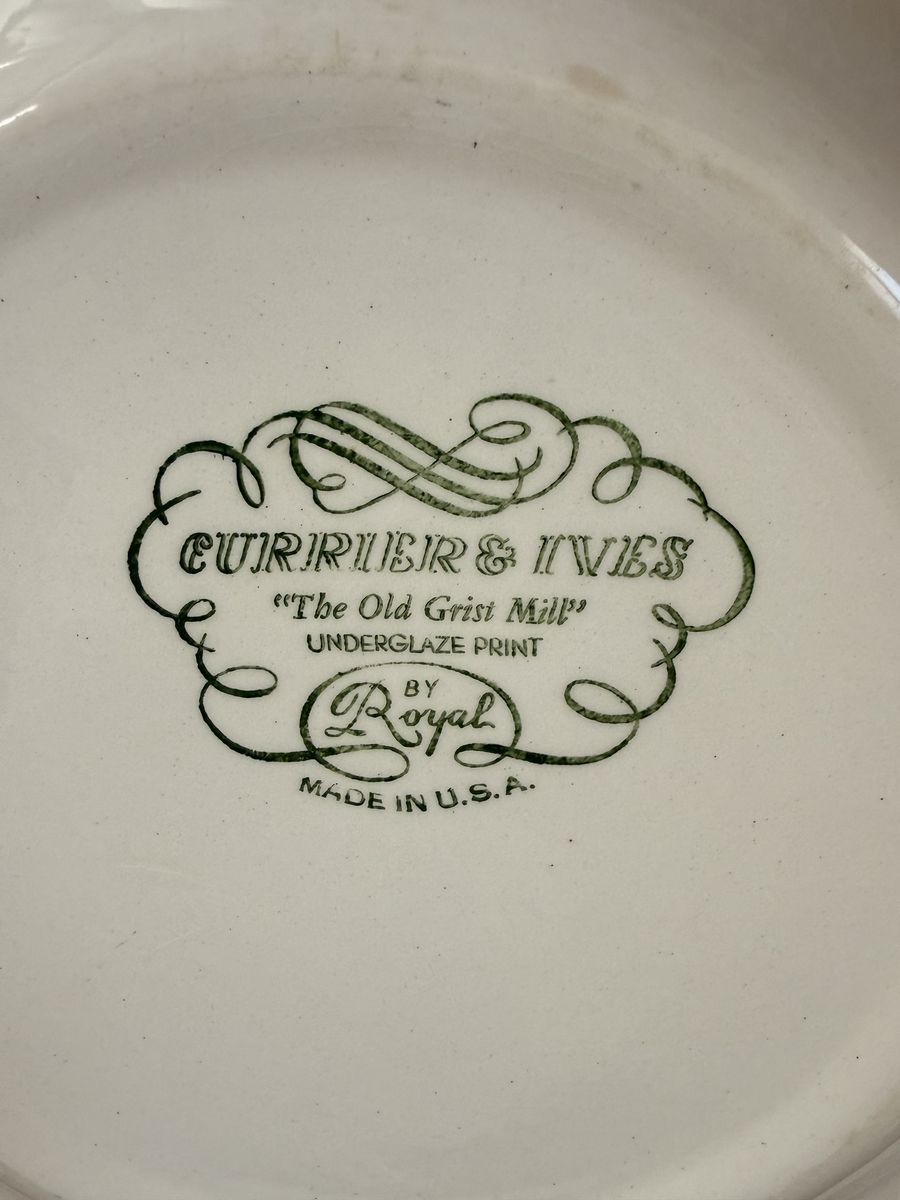 CURRIER & IVES
“The Old Grist Mill”
UNDERGLAZE PRINT
BY
Royal
MADE IN U.S.A.